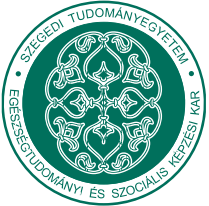 SZEGEDI TUDOMÁNYEGYETEM
EGÉSZSÉGTUDOMÁNYI ÉS SZOCIÁLIS KÉPZÉSI KAR